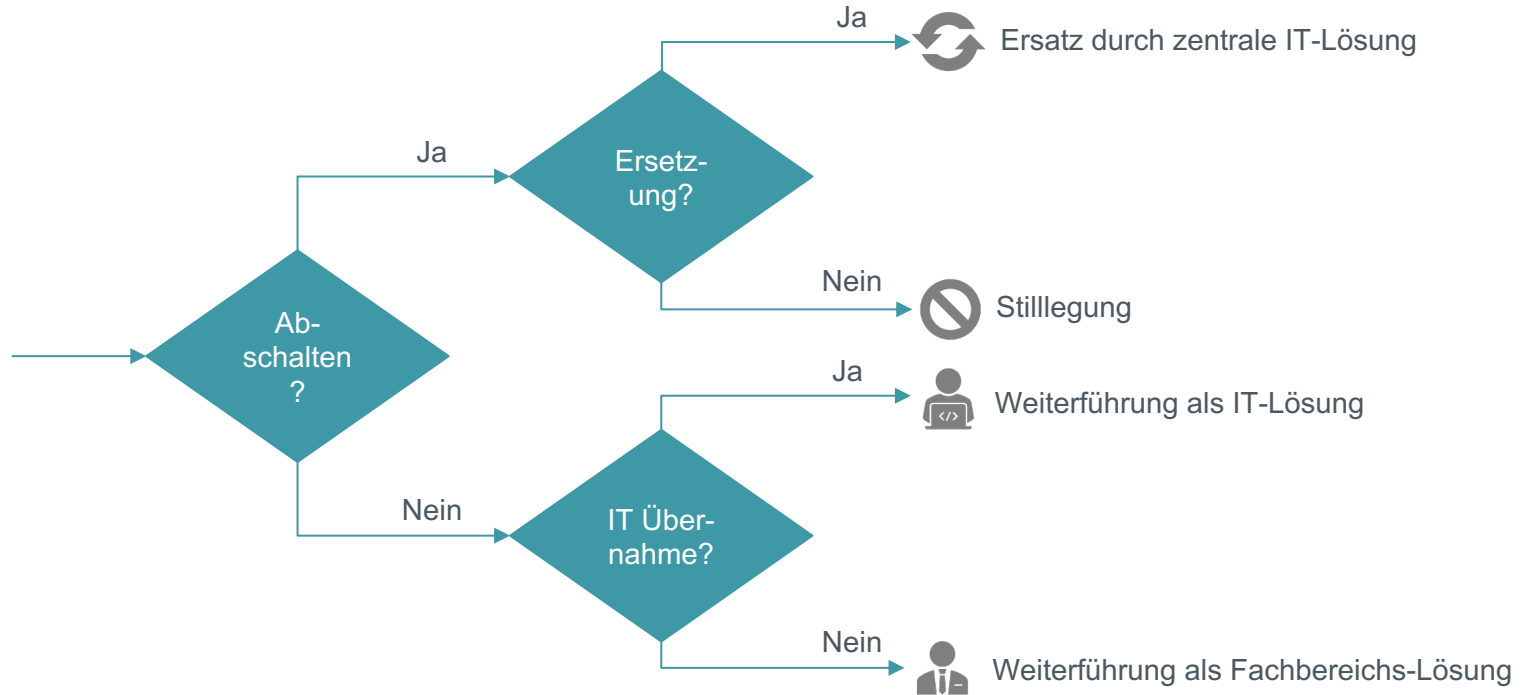 Ja
Ersatz durch zentrale IT-Lösung
Ja
Ersetz-
ung?
Nein
Stilllegung
Ab-
schalten
?
Ja
Weiterführung als IT-Lösung
Nein
IT Über-
nahme?
Nein
Weiterführung als Fachbereichs-Lösung